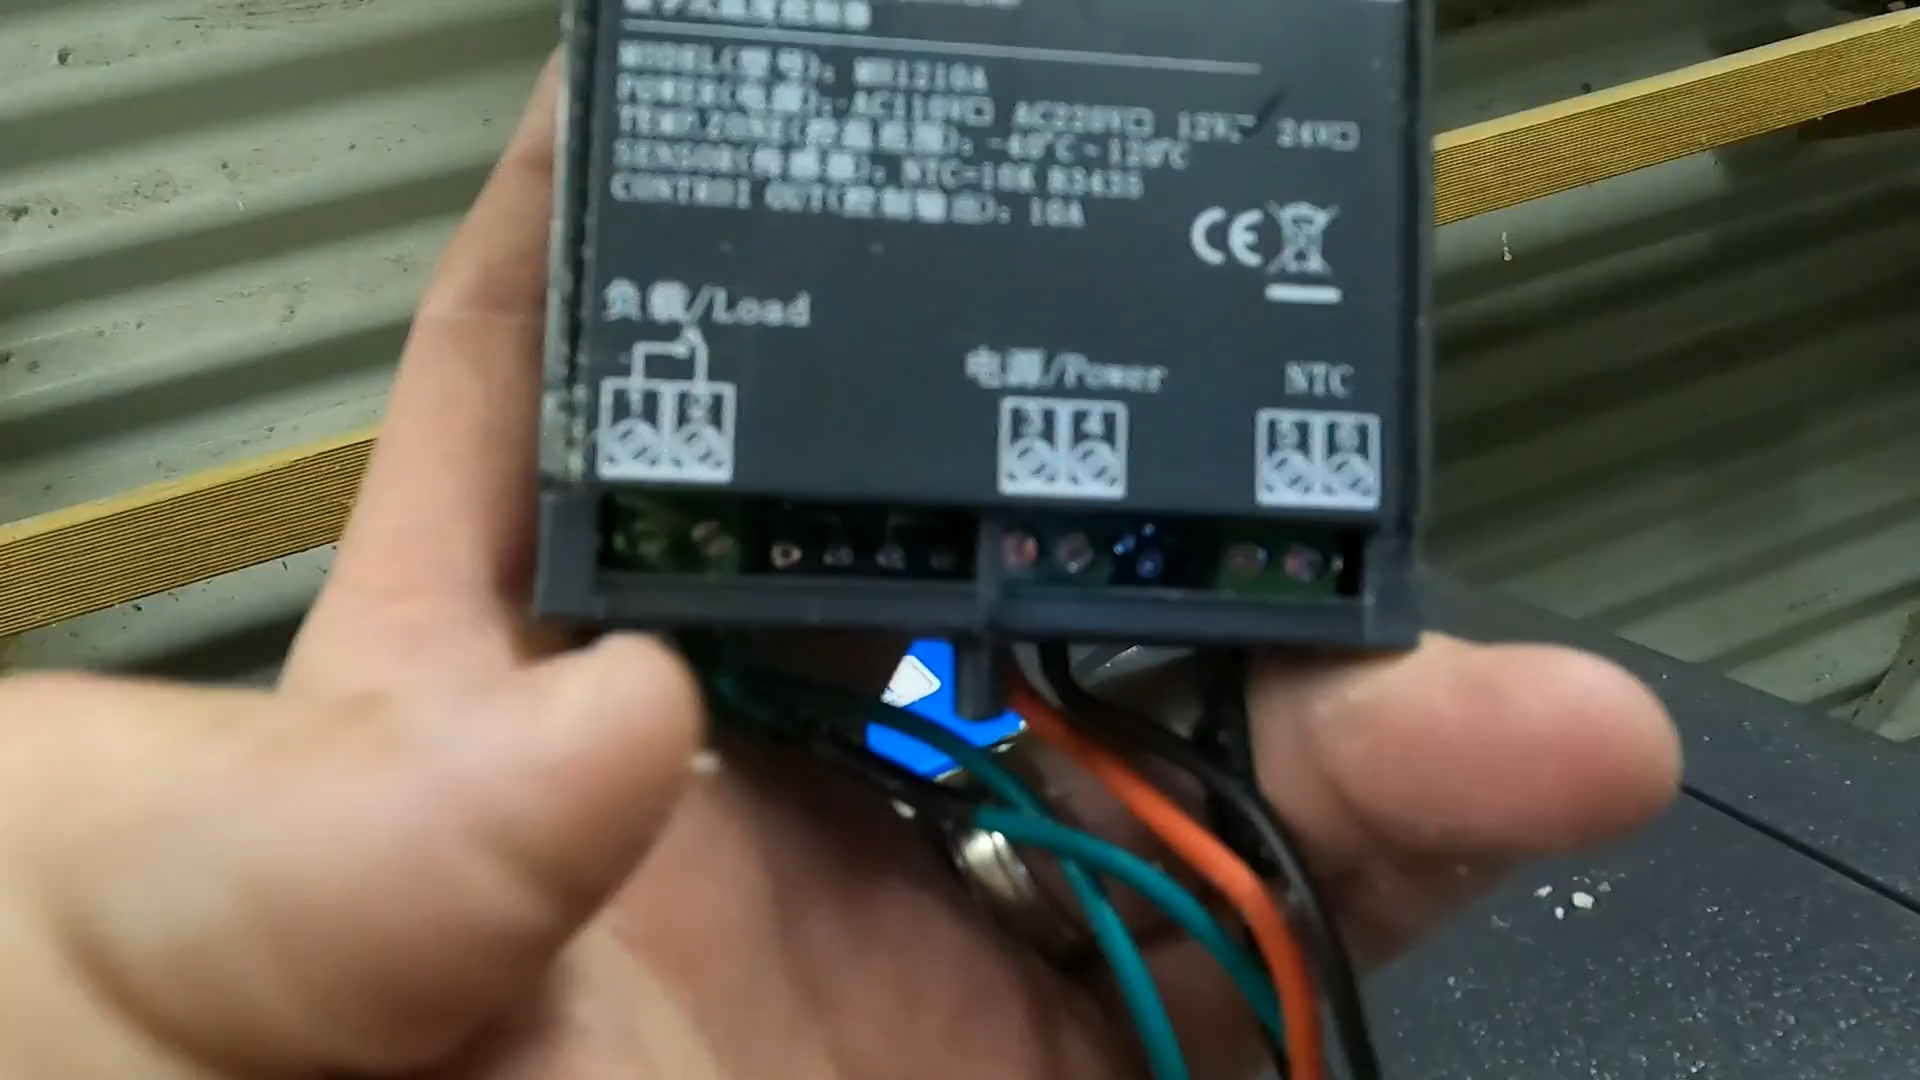 MODEL(型号): MH1210A
POWER(电源): AC110V□ AC220V□ 12V□ 24V□
TEMP.ZONE(控温范围): -40℃~120℃
SENSOR(传感器): NTC-10K B3435
CONTROL OUT(控制输出): 10A
CE
负载/Load
电源/Power
NTC
1 2
3 4
5 6